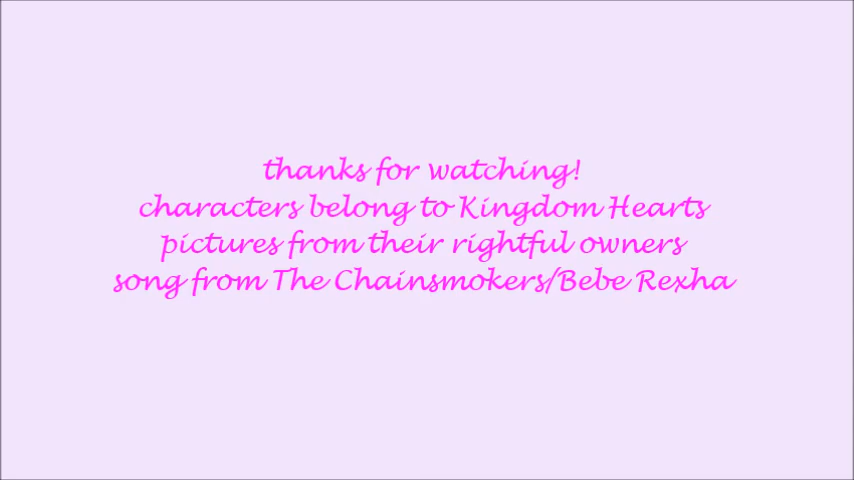 thanks for watching!
characters belong to Kingdom Hearts
pictures from their rightful owners
song from The Chainsmokers/Bebe Rexha